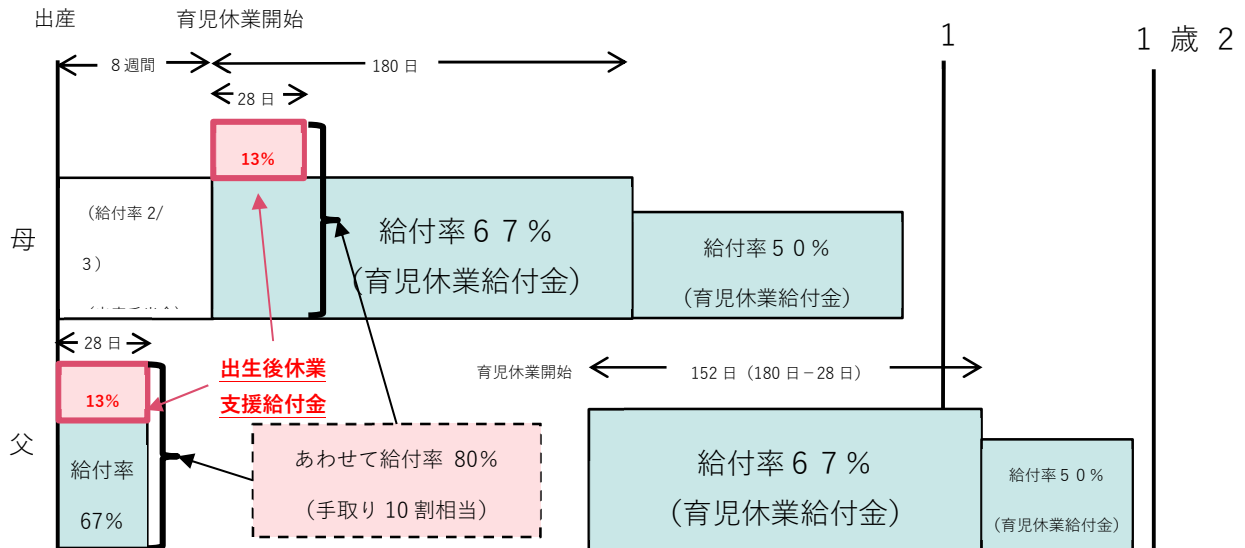 出産
育児休業開始
1
1 歳 2
8週間
180 日
28 日
13%
母
(給付率 2/
3)
給付率67%
(育児休業給付金)
給付率50%
(育児休業給付金)
28 日
13%
出生後休業
支援給付金
育児休業開始
152 日 (180 日－28 日)
父
給付率
67%
あわせて給付率 80%
(手取り 10 割相当)
給付率67%
(育児休業給付金)
給付率50%
(育児休業給付金)